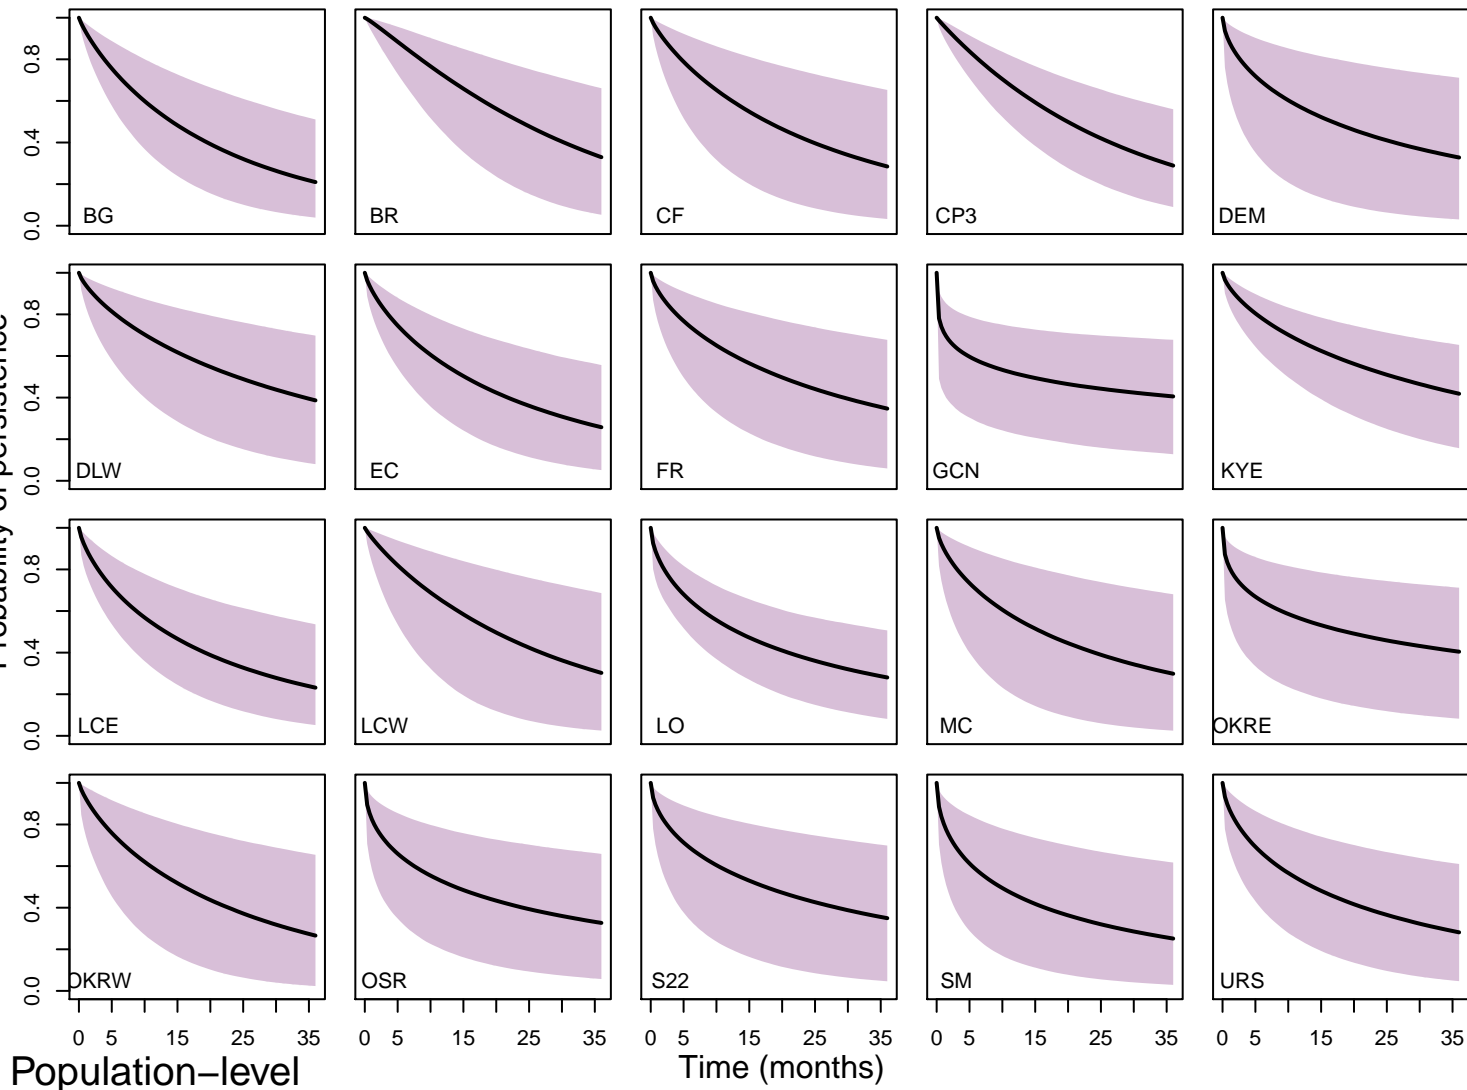 0.0 0.4 0.8
BG BR CF CP3 DEM
0.0 0.4 0.8
DLW EC FR GCN KYE
0.0 0.4 0.8
LCE LCW LO MC OKRE
0.0 0.4 0.8
OKRW OSR S22 SM URS
0 5 15 25 35 0 5 15 25 35 0 5 15 25 35 0 5 15 25 35 0 5 15 25 35
Probability of persistence
Time (months)
Population−level